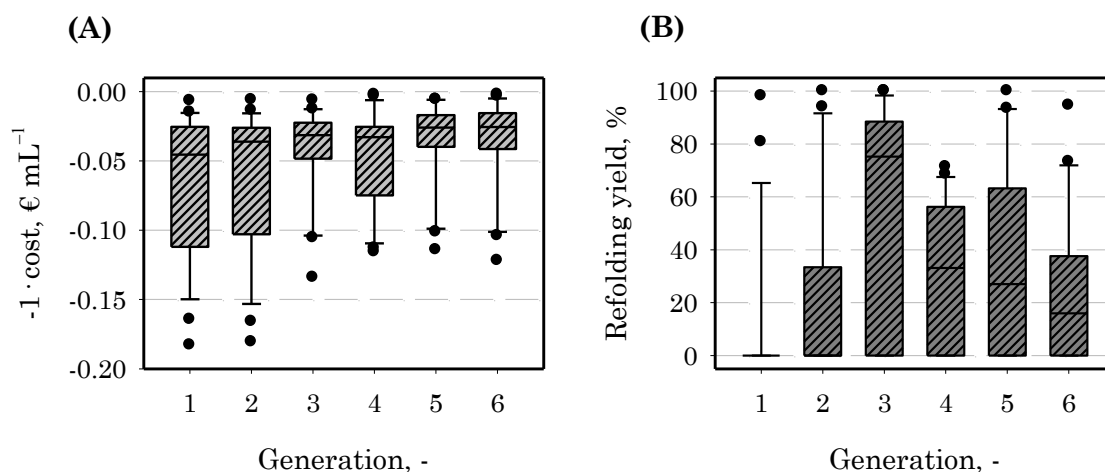 (A)
-1·cost, € mL⁻¹
0.00
-0.05
-0.10
-0.15
-0.20
1 2 3 4 5 6
Generation, -
(B)
Refolding yield, %
100
80
60
40
20
0
1 2 3 4 5 6
Generation, -